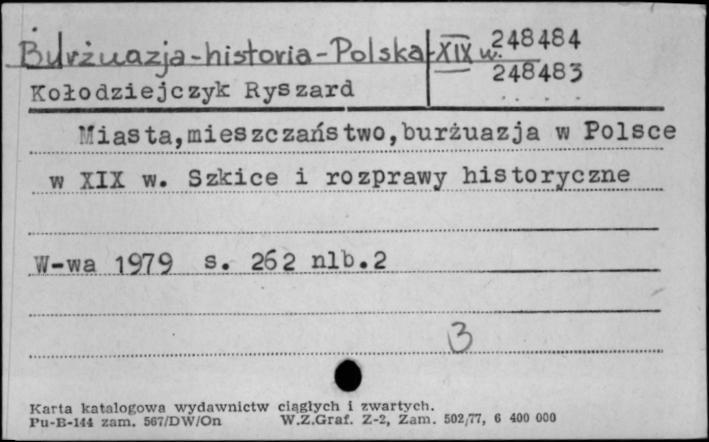 Burżuazja-historia-Polska-XIX w. 248484
248483
Kołodziejczyk Ryszard
Miasta,mieszczaństwo,burżuazja w Polsce
w XIX w. Szkice i rozprawy historyczne
W-wa 1979 s. 262 nlb.2
3
Karta katalogowa wydawnictw ciągłych i zwartych.
Pu-B-144 zam. 567/DW/On W.Z.Graf. Z-2, Zam. 502/77, 6 400 000